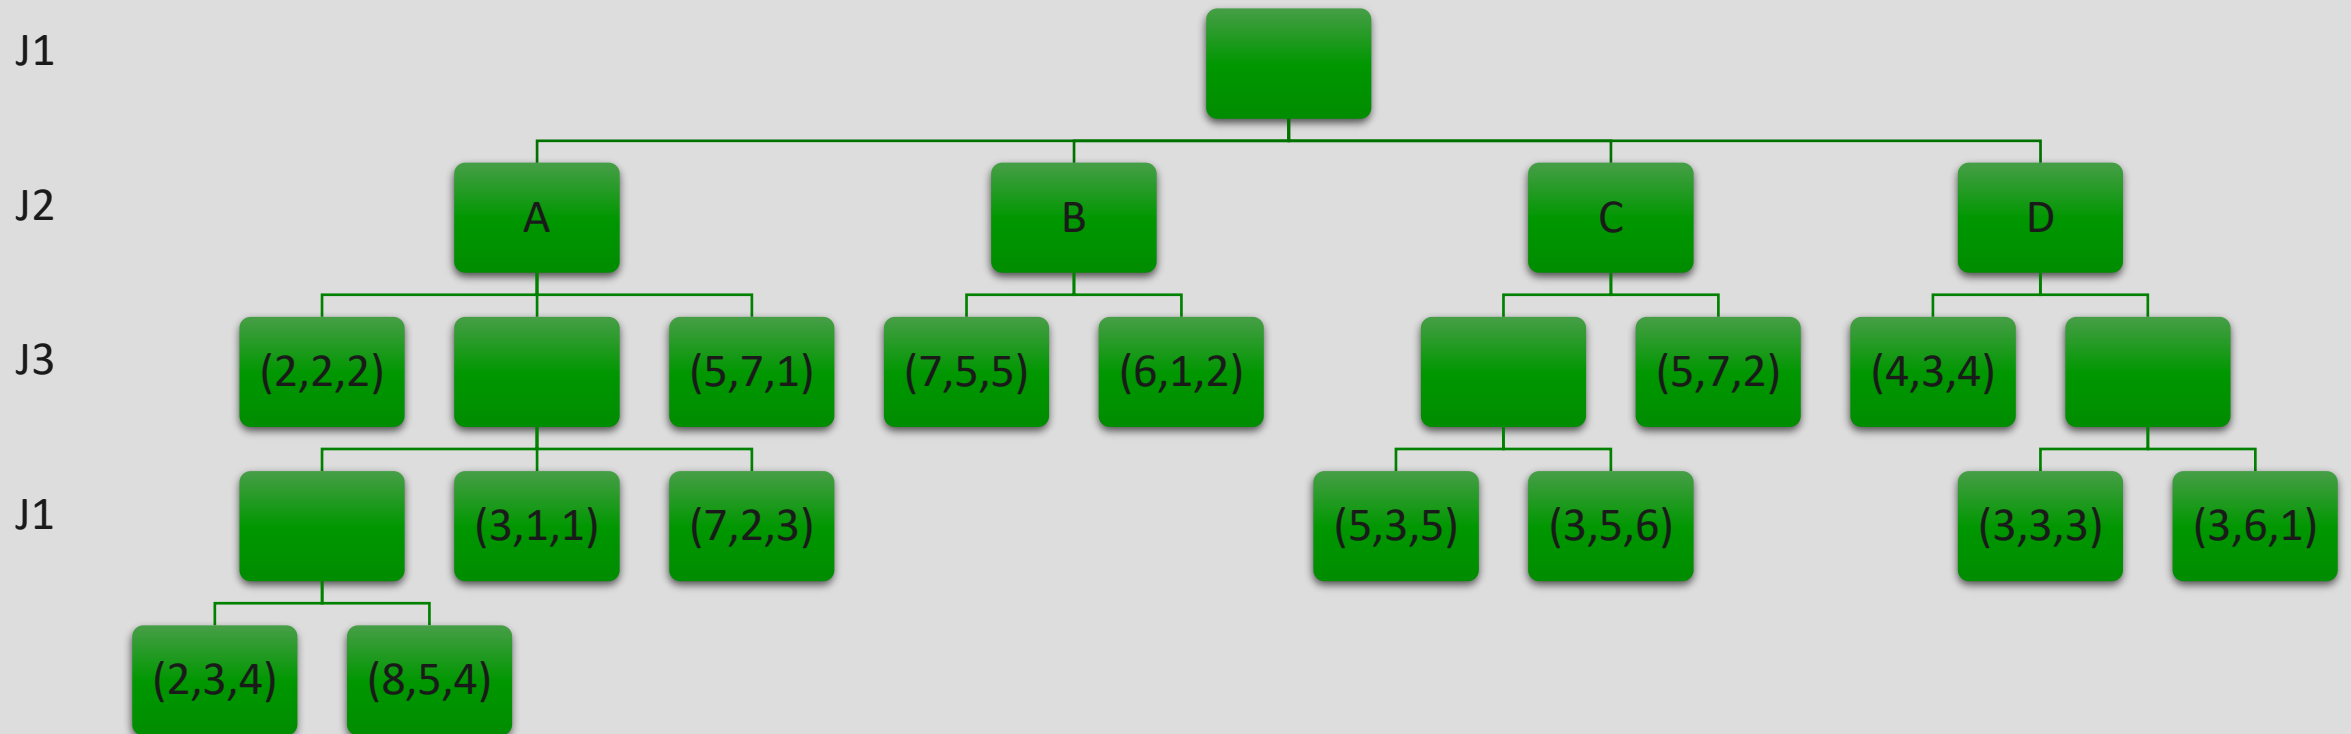 J1
J2
A
B
C
D
J3
(2,2,2)
(5,7,1)
(7,5,5)
(6,1,2)
(5,7,2)
(4,3,4)
J1
(3,1,1)
(7,2,3)
(5,3,5)
(3,5,6)
(3,3,3)
(3,6,1)
(2,3,4)
(8,5,4)